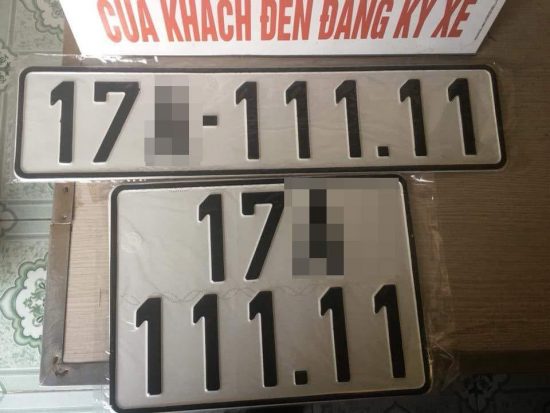 CỦA KHÁCH ĐẾN ĐĂNG KÝ XE
17 -111.11
17
111.11